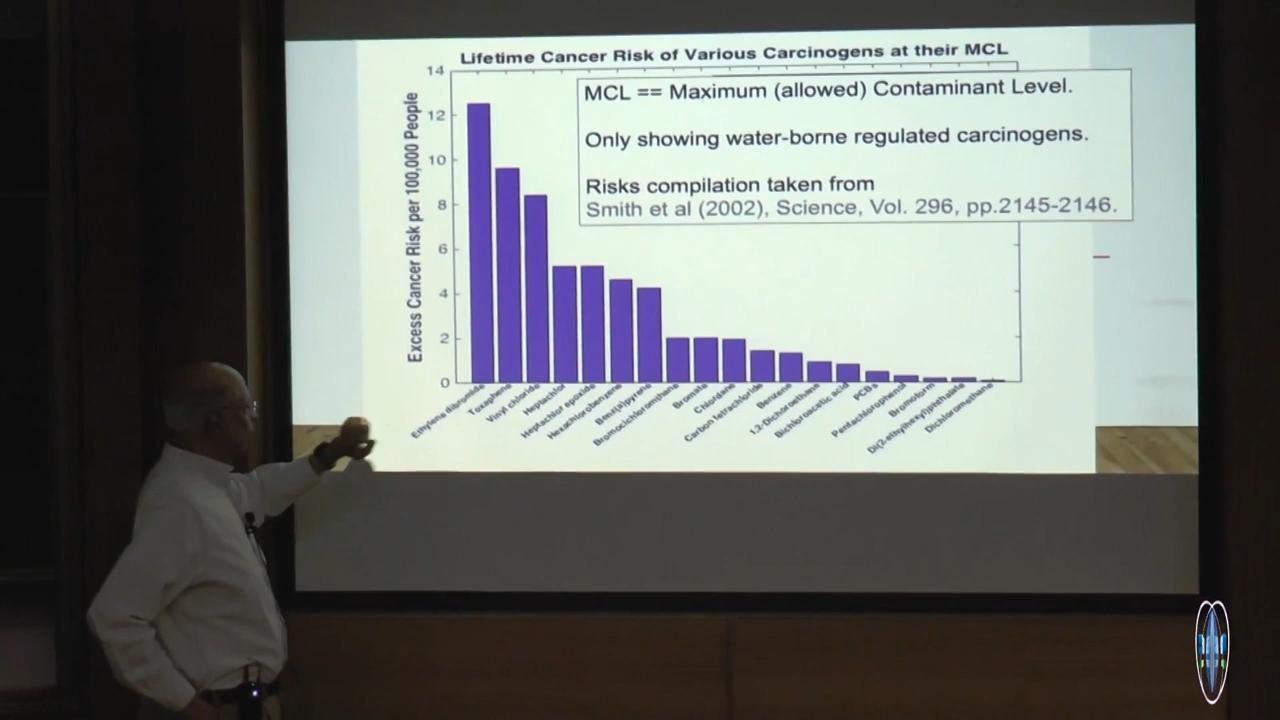 Lifetime Cancer Risk of Various Carcinogens at their MCL
MCL == Maximum (allowed) Contaminant Level.
Only showing water-borne regulated carcinogens.
Risks compilation taken from
Smith et al (2002), Science, Vol. 296, pp.2145-2146.
Excess Cancer Risk per 100,000 People
14
12
10
8
6
4
2
0
Ethylene dibromide
Toxaphene
Vinyl chloride
Heptachlor
Heptachlor epoxide
Hexachlorobenzene
Benz(a)pyrene
Bromocichloromthane
Bromate
Chlordane
Carbon tetrachloride
Benzene
1,2-Dichloroethane
Dichloroacetic acid
PCBs
Pentachlorophenol
Bromoform
Di(2-ethylhexyl)phthalate
Dichloromethane